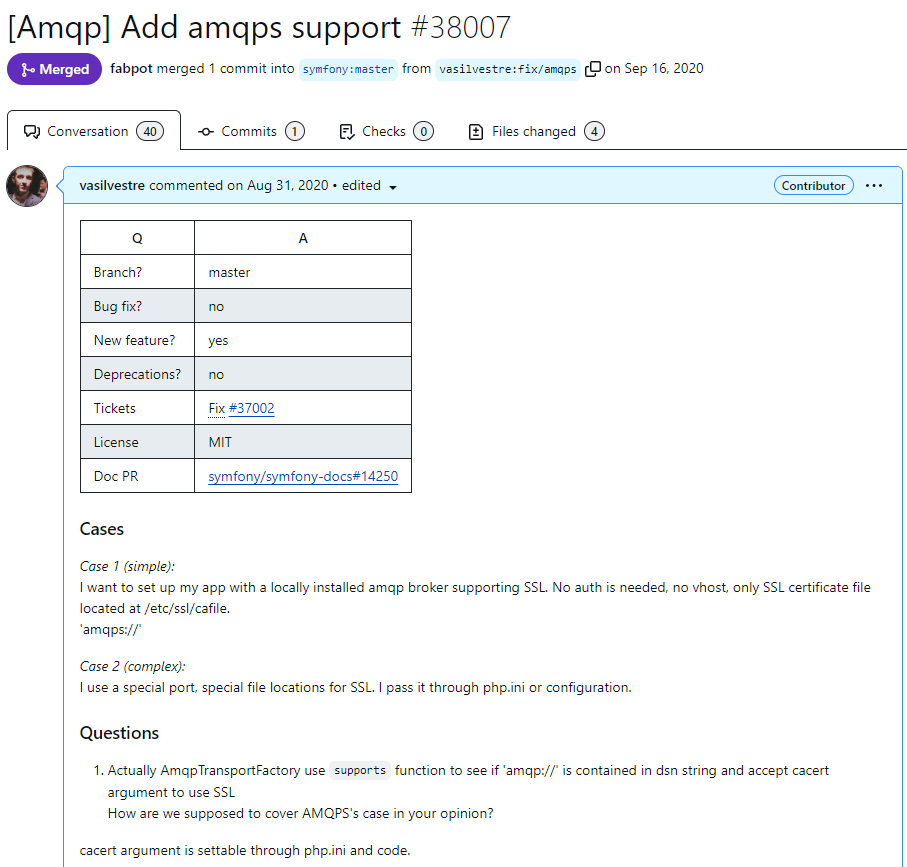 [Amqp] Add amqps support #38007
Merged fabpot merged 1 commit into symfony:master from vasilvestre:fix/amqps on Sep 16, 2020
Conversation 40 Commits 1 Checks 0 Files changed 4
vasilvestre commented on Aug 31, 2020 • edited Contributor ...
Q A
Branch? master
Bug fix? no
New feature? yes
Deprecations? no
Tickets Fix #37002
License MIT
Doc PR symfony/symfony-docs#14250
Cases
Case 1 (simple):
I want to set up my app with a locally installed amqp broker supporting SSL. No auth is needed, no vhost, only SSL certificate file
located at /etc/ssl/cafile.
'amqps://'
Case 2 (complex):
I use a special port, special file locations for SSL. I pass it through php.ini or configuration.
Questions
1. Actually AmqpTransportFactory use supports function to see if 'amqp://' is contained in dsn string and accept cacert
argument to use SSL
How are we supposed to cover AMQPS's case in your opinion?
cacert argument is settable through php.ini and code.